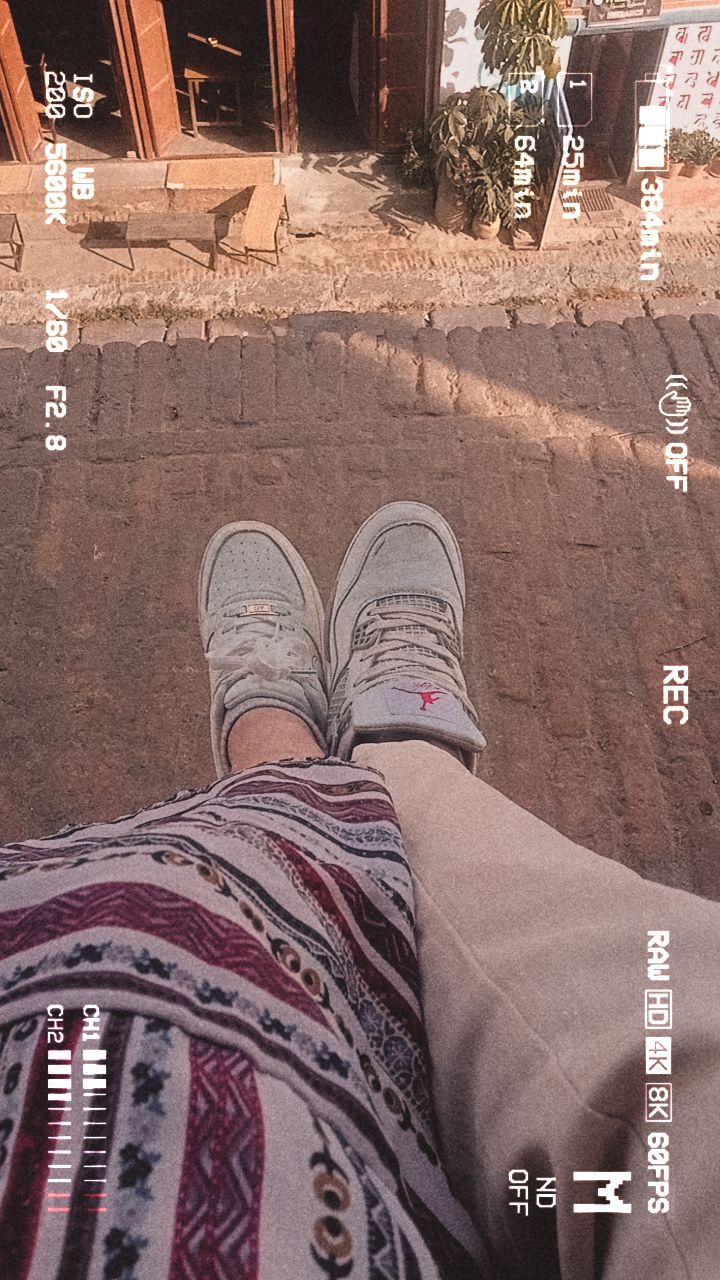 ISO
200
WB
5600K
1/60
F2.8
1
25min
2
64min
384min
OFF
REC
RAW HD 4K 8K 60FPS
ND
OFF
M
CH1
CH2